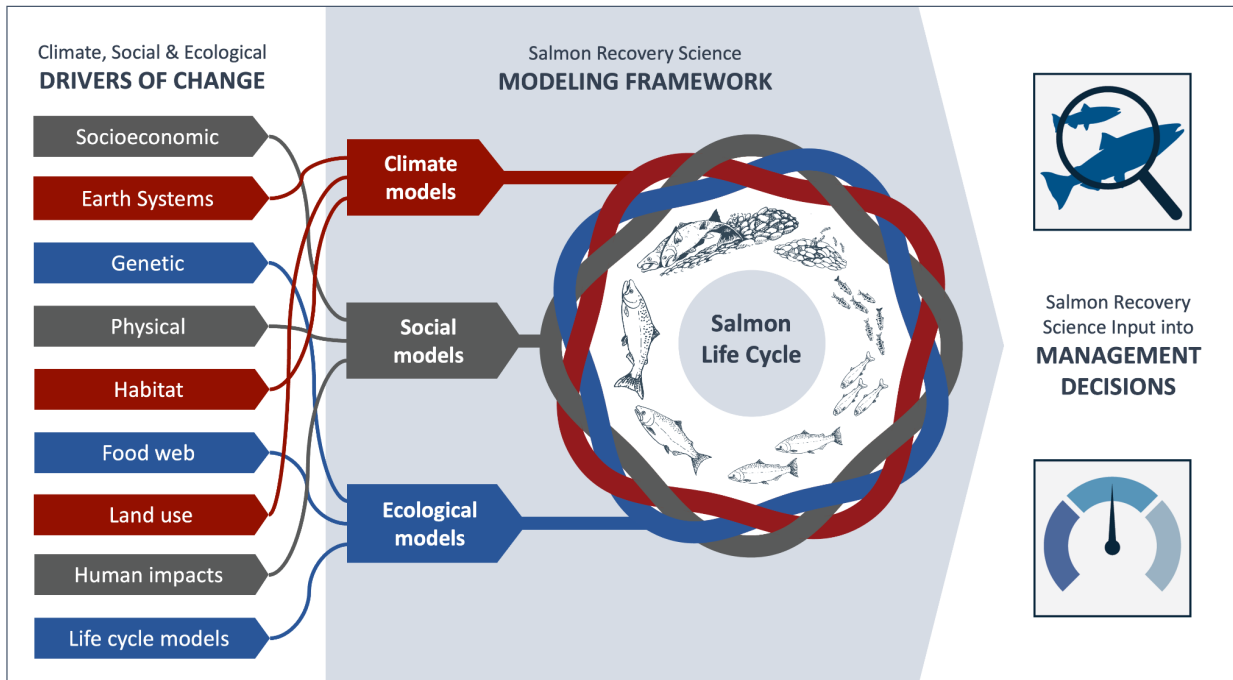 Climate, Social & Ecological
DRIVERS OF CHANGE
Socioeconomic
Earth Systems
Genetic
Physical
Habitat
Food web
Land use
Human impacts
Life cycle models
Salmon Recovery Science
MODELING FRAMEWORK
Climate
models
Social
models
Ecological
models
Salmon
Life Cycle
Salmon Recovery
Science Input into
MANAGEMENT
DECISIONS